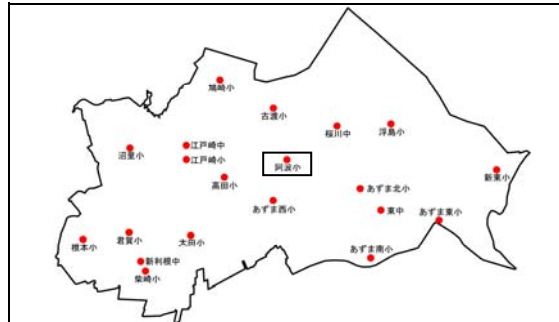 鳩崎小
古渡小
桜川中
浮島小
江戸崎中
沼里小
江戸崎小
阿波小
新東小
高田小
あずま北小
あずま西小
東中
あずま東小
君賀小
太田小
根本小
あずま南小
新利根中
柴崎小